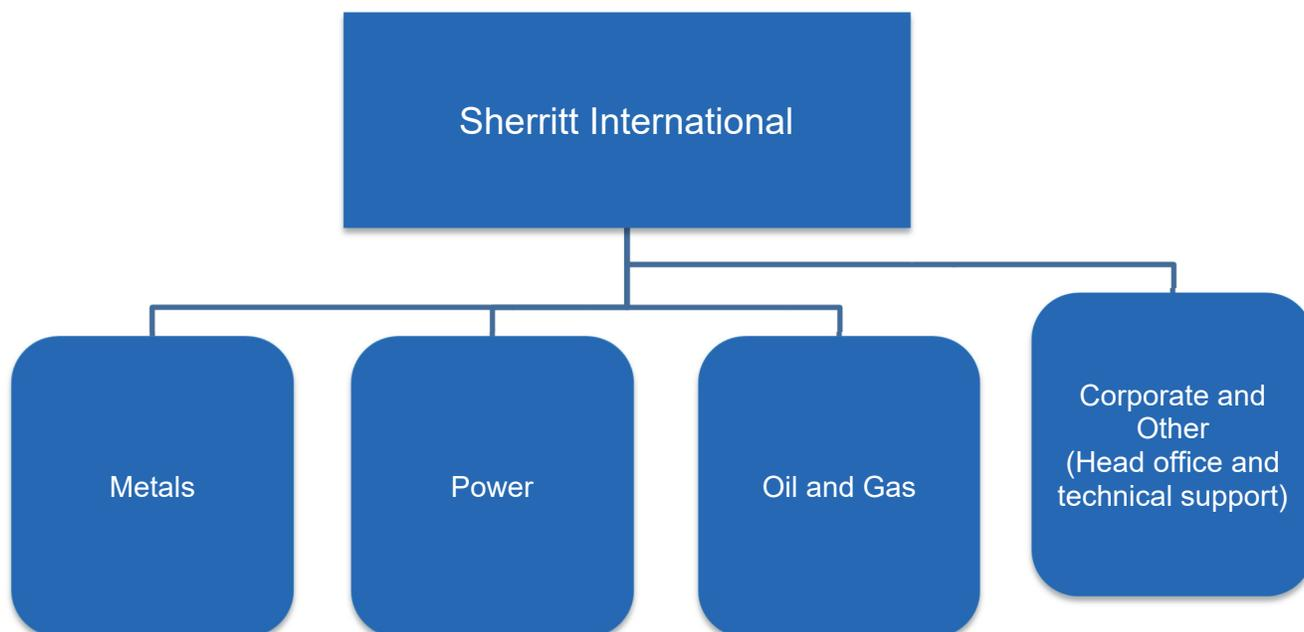 Sherritt International
Metals
Power
Oil and Gas
Corporate and
Other
(Head office and
technical support)